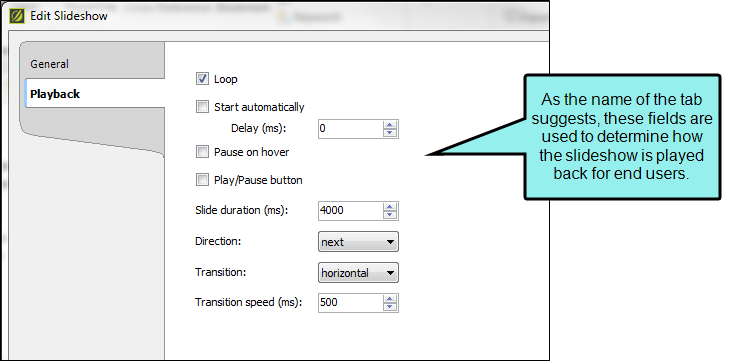 Edit Slideshow
General
Playback
Loop
Start automatically
Delay (ms): 0
Pause on hover
Play/Pause button
Slide duration (ms): 4000
Direction: next
Transition: horizontal
Transition speed (ms): 500
As the name of the tab
suggests, these fields are
used to determine how
the slideshow is played
back for end users.